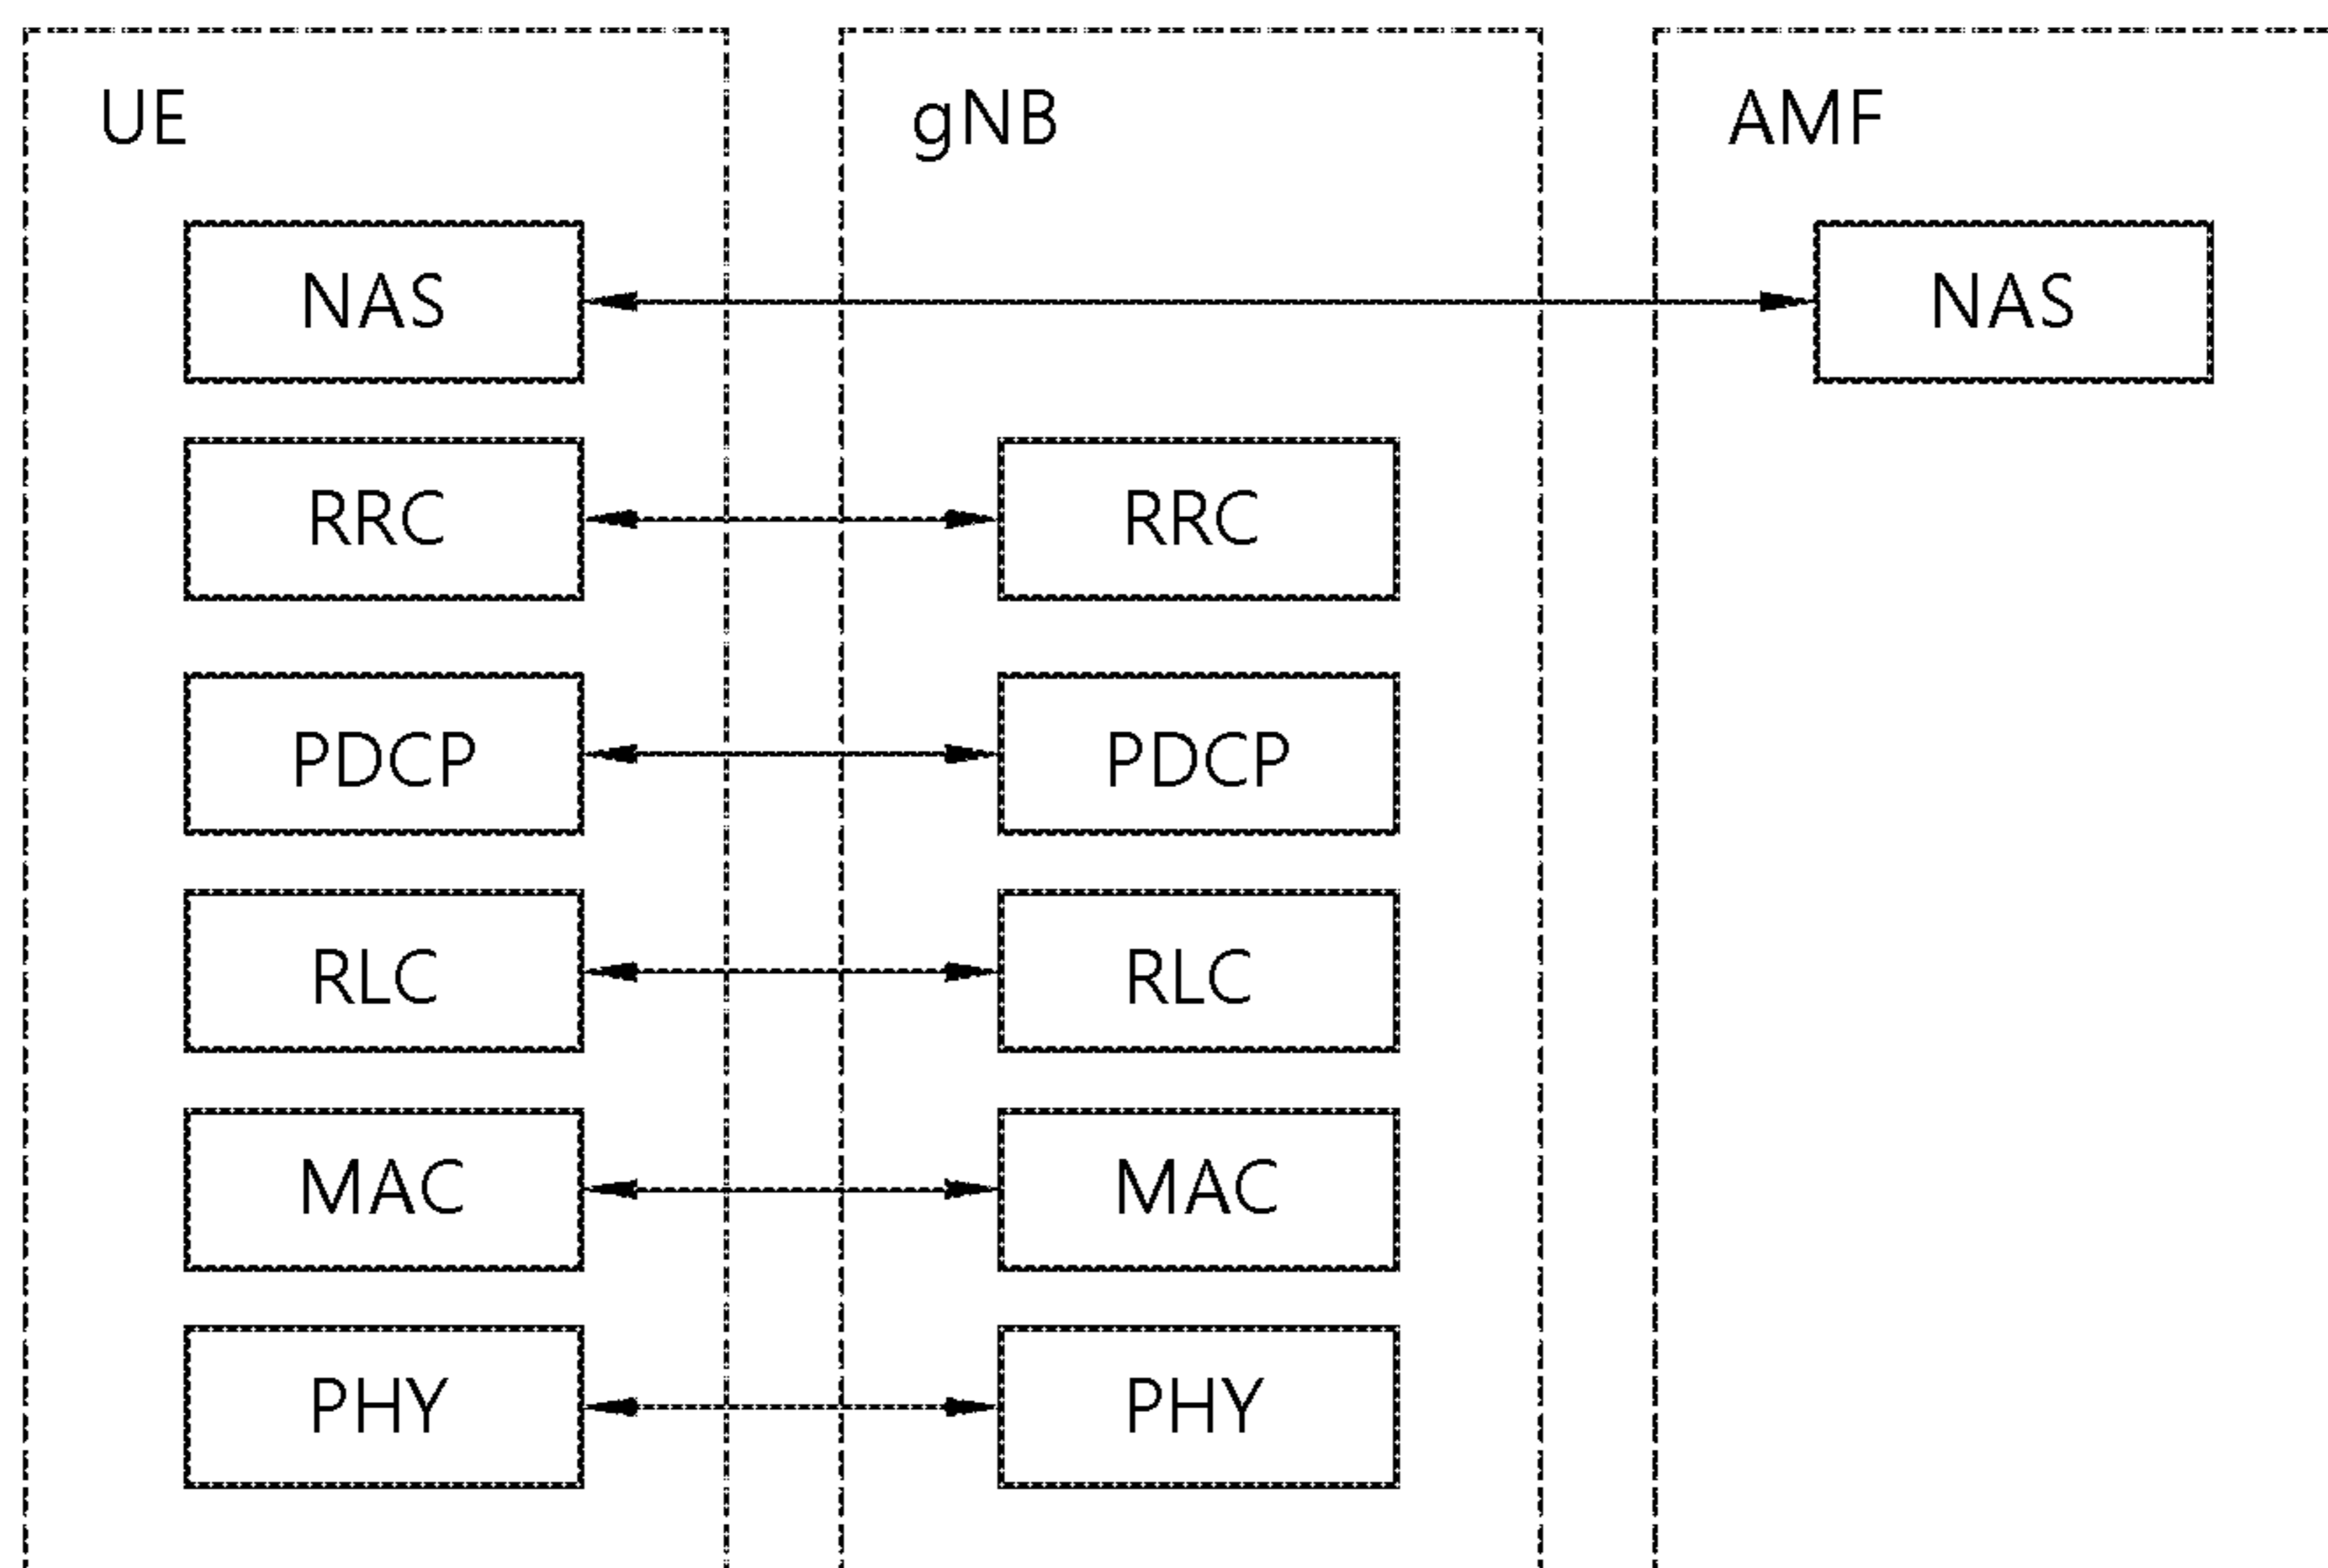 UE gNB AMF
NAS NAS
RRC RRC
PDCP PDCP
RLC RLC
MAC MAC
PHY PHY